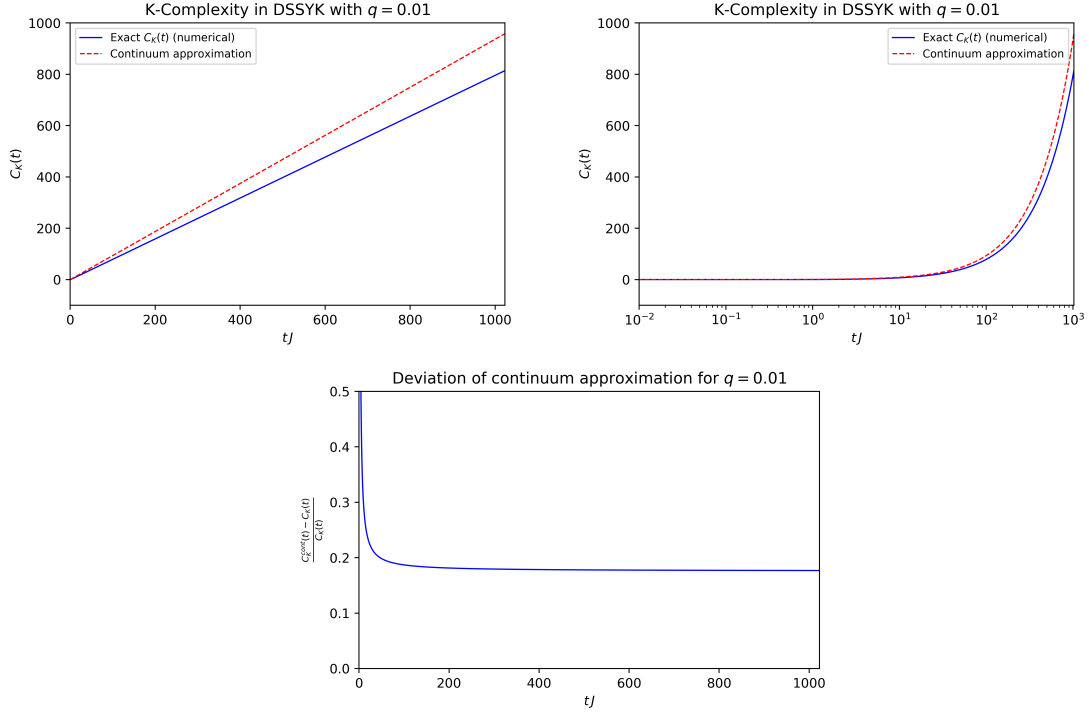 K-Complexity in DSSYK with q = 0.01
1000
800
600
400
200
0
C_K(t)
Exact C_K(t) (numerical)
Continuum approximation
0 200 400 600 800 1000
tJ
K-Complexity in DSSYK with q = 0.01
1000
800
600
400
200
0
C_K(t)
Exact C_K(t) (numerical)
Continuum approximation
10^-2 10^-1 10^0 10^1 10^2 10^3
tJ
Deviation of continuum approximation for q = 0.01
0.5
0.4
0.3
0.2
0.1
0.0
C_K^cont(t) − C_K(t)
C_K(t)
0 200 400 600 800 1000
tJ